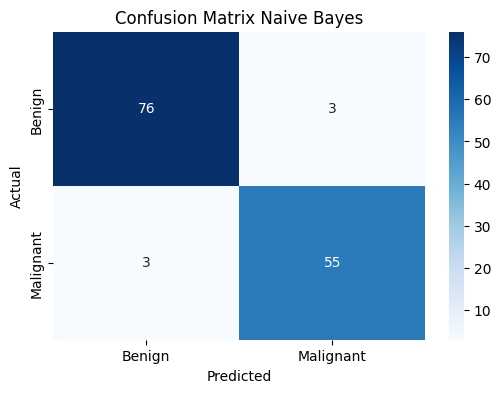 Confusion Matrix Naive Bayes
Actual
Benign
76
3
Malignant
3
55
Benign
Malignant
Predicted
70
60
50
40
30
20
10